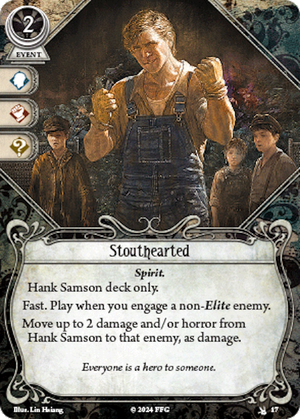 2
EVENT
Stouthearted
Spirit.
Hank Samson deck only.
Fast. Play when you engage a non-Elite enemy.
Move up to 2 damage and/or horror from
Hank Samson to that enemy, as damage.
Everyone is a hero to someone.
Illus. Lin Hsiang
© 2024 FFG
17